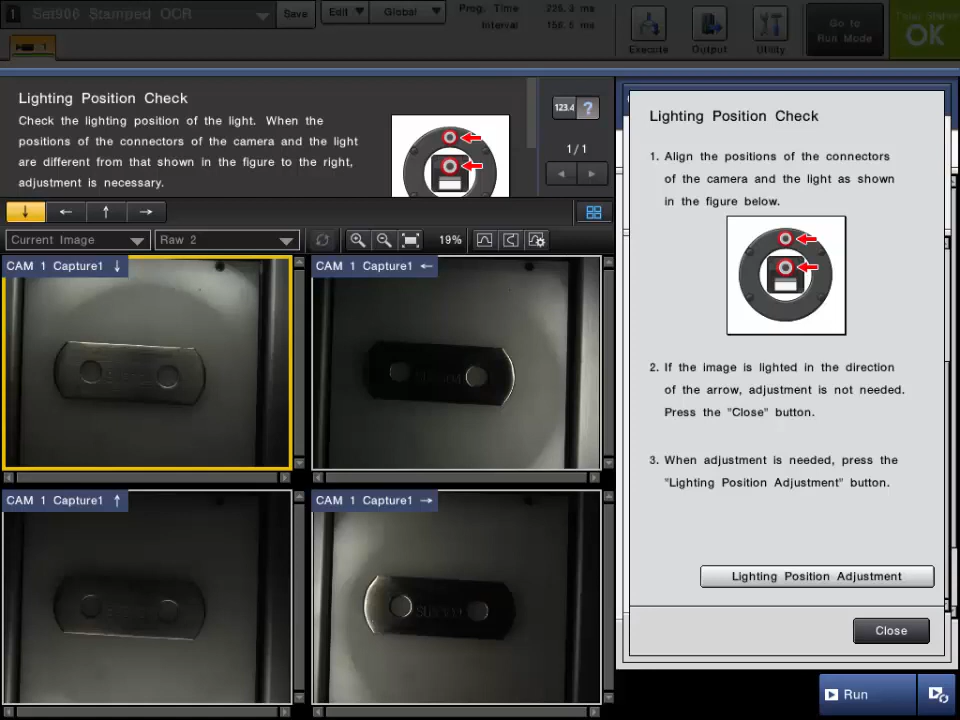 1 Set906 Stamped OCR
Save
Edit
Global
Prog. Time 225.3 ms
Interval
Execute
Output
Utility
Go to
Run Mode
OK
1
Lighting Position Check
Check the lighting position of the light. When the
positions of the connectors of the camera and the light
are different from that shown in the figure to the right,
adjustment is necessary.
123.4 ?
1/1
◄ ►
↓ ← ↑ →
Current Image
Raw 2
19%
CAM 1 Capture1 ↓
CAM 1 Capture1 ←
CAM 1 Capture1 ↑
CAM 1 Capture1 →
Lighting Position Check
1. Align the positions of the connectors
of the camera and the light as shown
in the figure below.
2. If the image is lighted in the direction
of the arrow, adjustment is not needed.
Press the "Close" button.
3. When adjustment is needed, press the
"Lighting Position Adjustment" button.
Lighting Position Adjustment
Close
Run